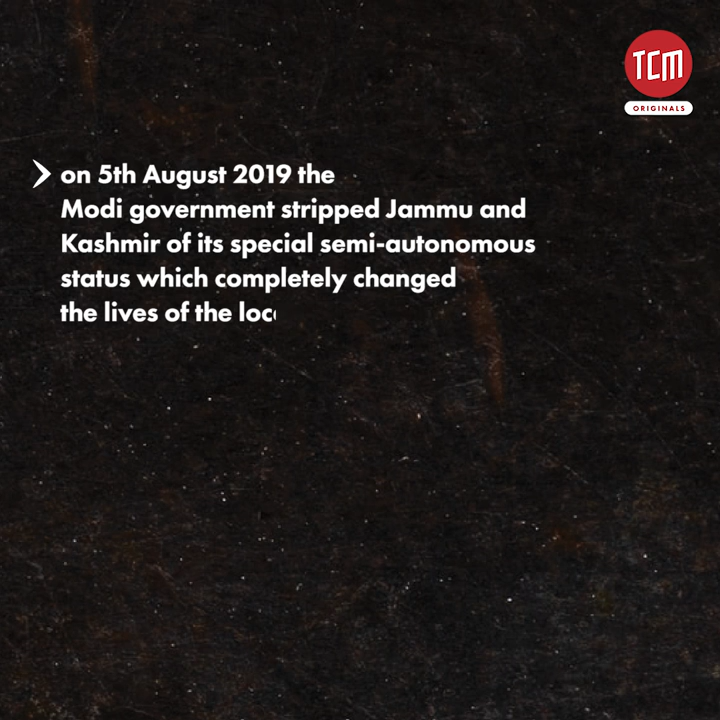 TCM
ORIGINALS
on 5th August 2019 the
Modi government stripped Jammu and
Kashmir of its special semi-autonomous
status which completely changed
the lives of the